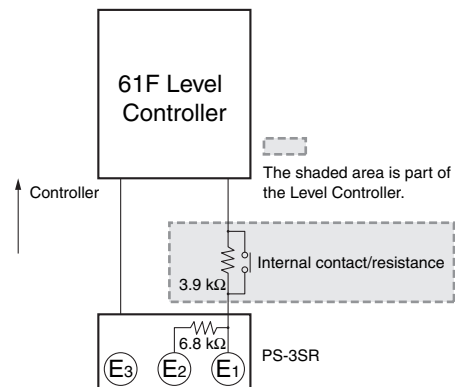 61F Level
Controller
The shaded area is part of
the Level Controller.
Controller
Internal contact/resistance
3.9 kΩ
6.8 kΩ
E3
E2
E1
PS-3SR